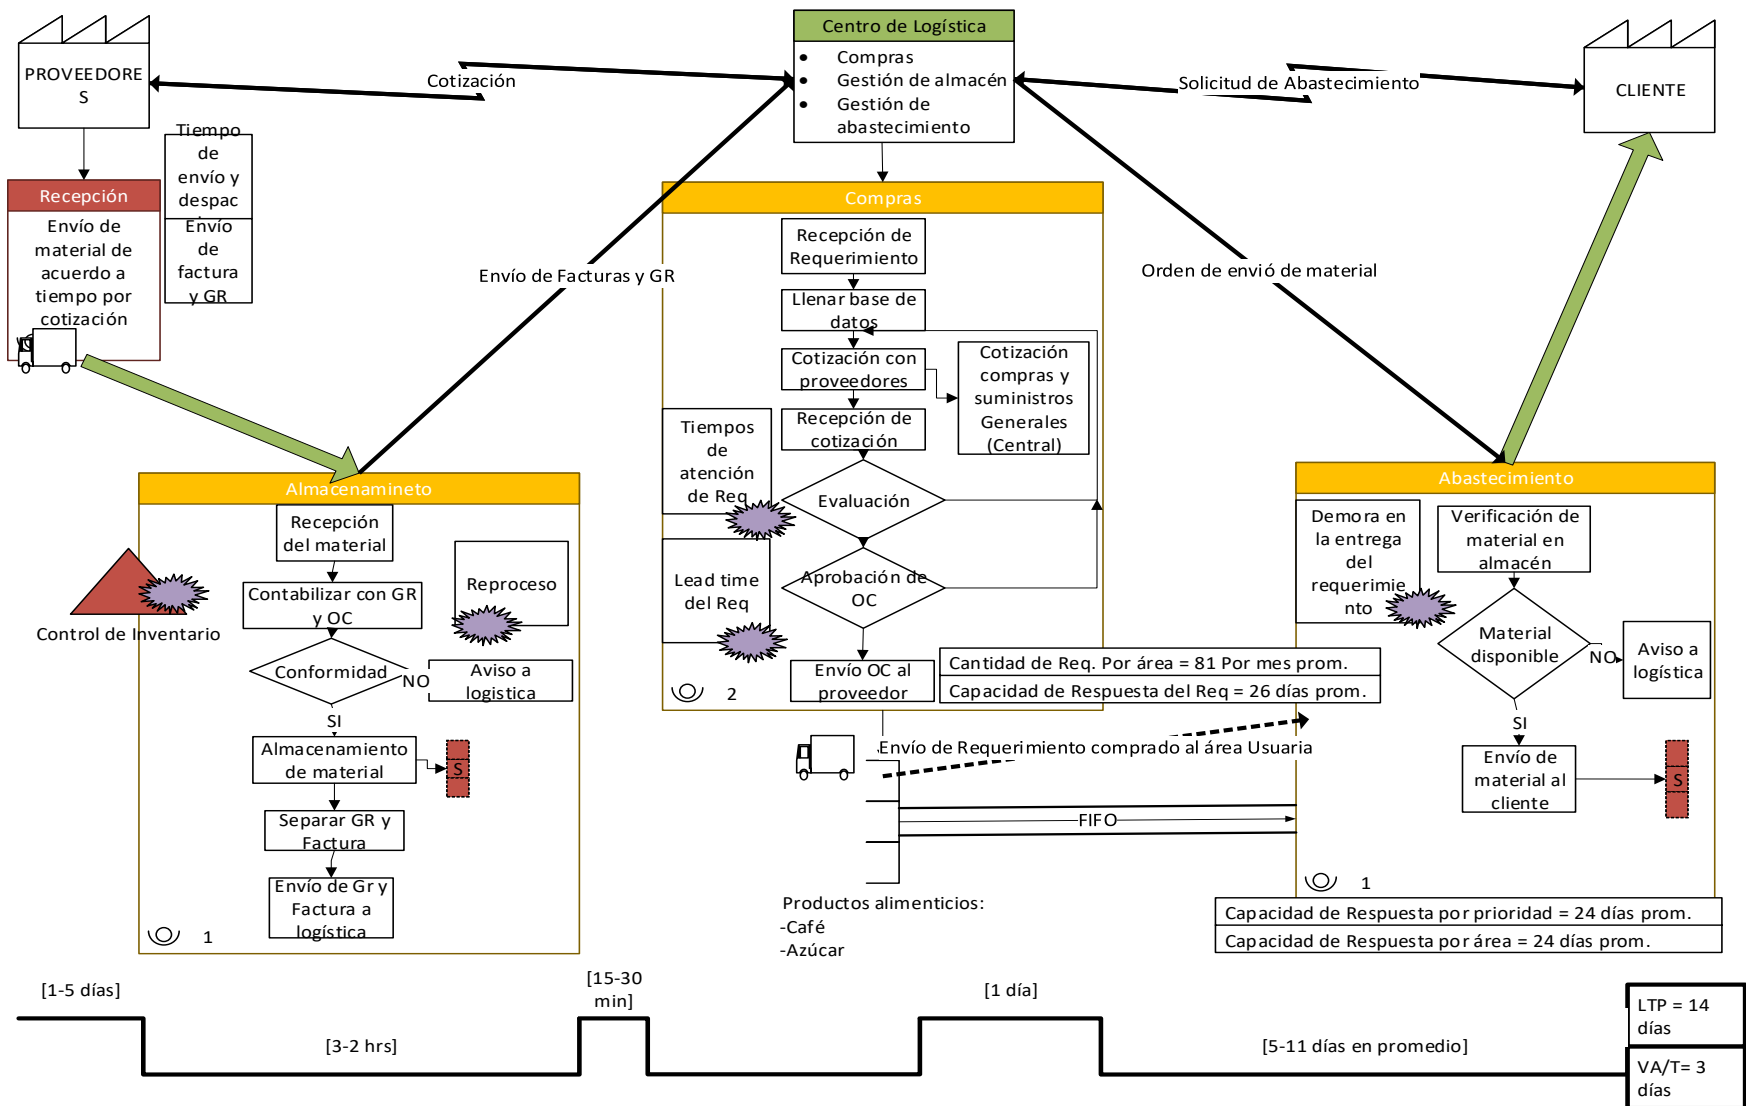 PROVEEDORE
S
Cotización
Centro de Logística
• Compras
• Gestión de almacén
• Gestión de
abastecimiento
Solicitud de Abastecimiento
CLIENTE
Tiempo
de
envío y
despac
Envío
de
factura
y GR
Recepción
Envío de
material de
acuerdo a
tiempo por
cotización
Envío de Facturas y GR
Orden de envió de material
Compras
Recepción de
Requerimiento
Llenar base de
datos
Cotización con
proveedores
Cotización
compras y
suministros
Generales
(Central)
Recepción de
cotización
Tiempos
de
atención
de Req
Evaluación
Lead time
del Req
Aprobación de
OC
Envío OC al
proveedor
2
Cantidad de Req. Por área = 81 Por mes prom.
Capacidad de Respuesta del Req = 26 días prom.
Almacenamineto
Recepción
del material
Contabilizar con GR
y OC
Reproceso
Control de Inventario
Conformidad
NO
Aviso a
logistica
SI
Almacenamiento
de material
S
Separar GR y
Factura
Envío de Gr y
Factura a
logística
1
Envío de Requerimiento comprado al área Usuaria
FIFO
Productos alimenticios:
-Café
-Azúcar
Abastecimiento
Demora en
la entrega
del
requerimie
nto
Verificación de
material en
almacén
Material
disponible
NO
Aviso a
logística
SI
Envío de
material al
cliente
S
1
Capacidad de Respuesta por prioridad = 24 días prom.
Capacidad de Respuesta por área = 24 días prom.
[1-5 días]
[3-2 hrs]
[15-30
min]
[1 día]
[5-11 días en promedio]
LTP = 14
días
VA/T= 3
días